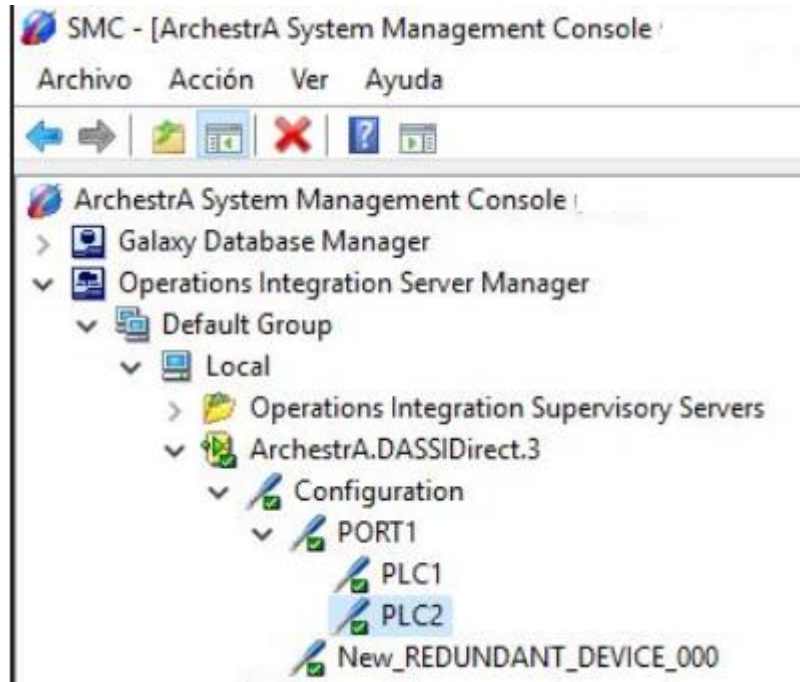 SMC - [ArchestrA System Management Console
Archivo Acción Ver Ayuda
ArchestrA System Management Console
Galaxy Database Manager
Operations Integration Server Manager
Default Group
Local
Operations Integration Supervisory Servers
ArchestrA.DASSIDirect.3
Configuration
PORT1
PLC1
PLC2
New_REDUNDANT_DEVICE_000